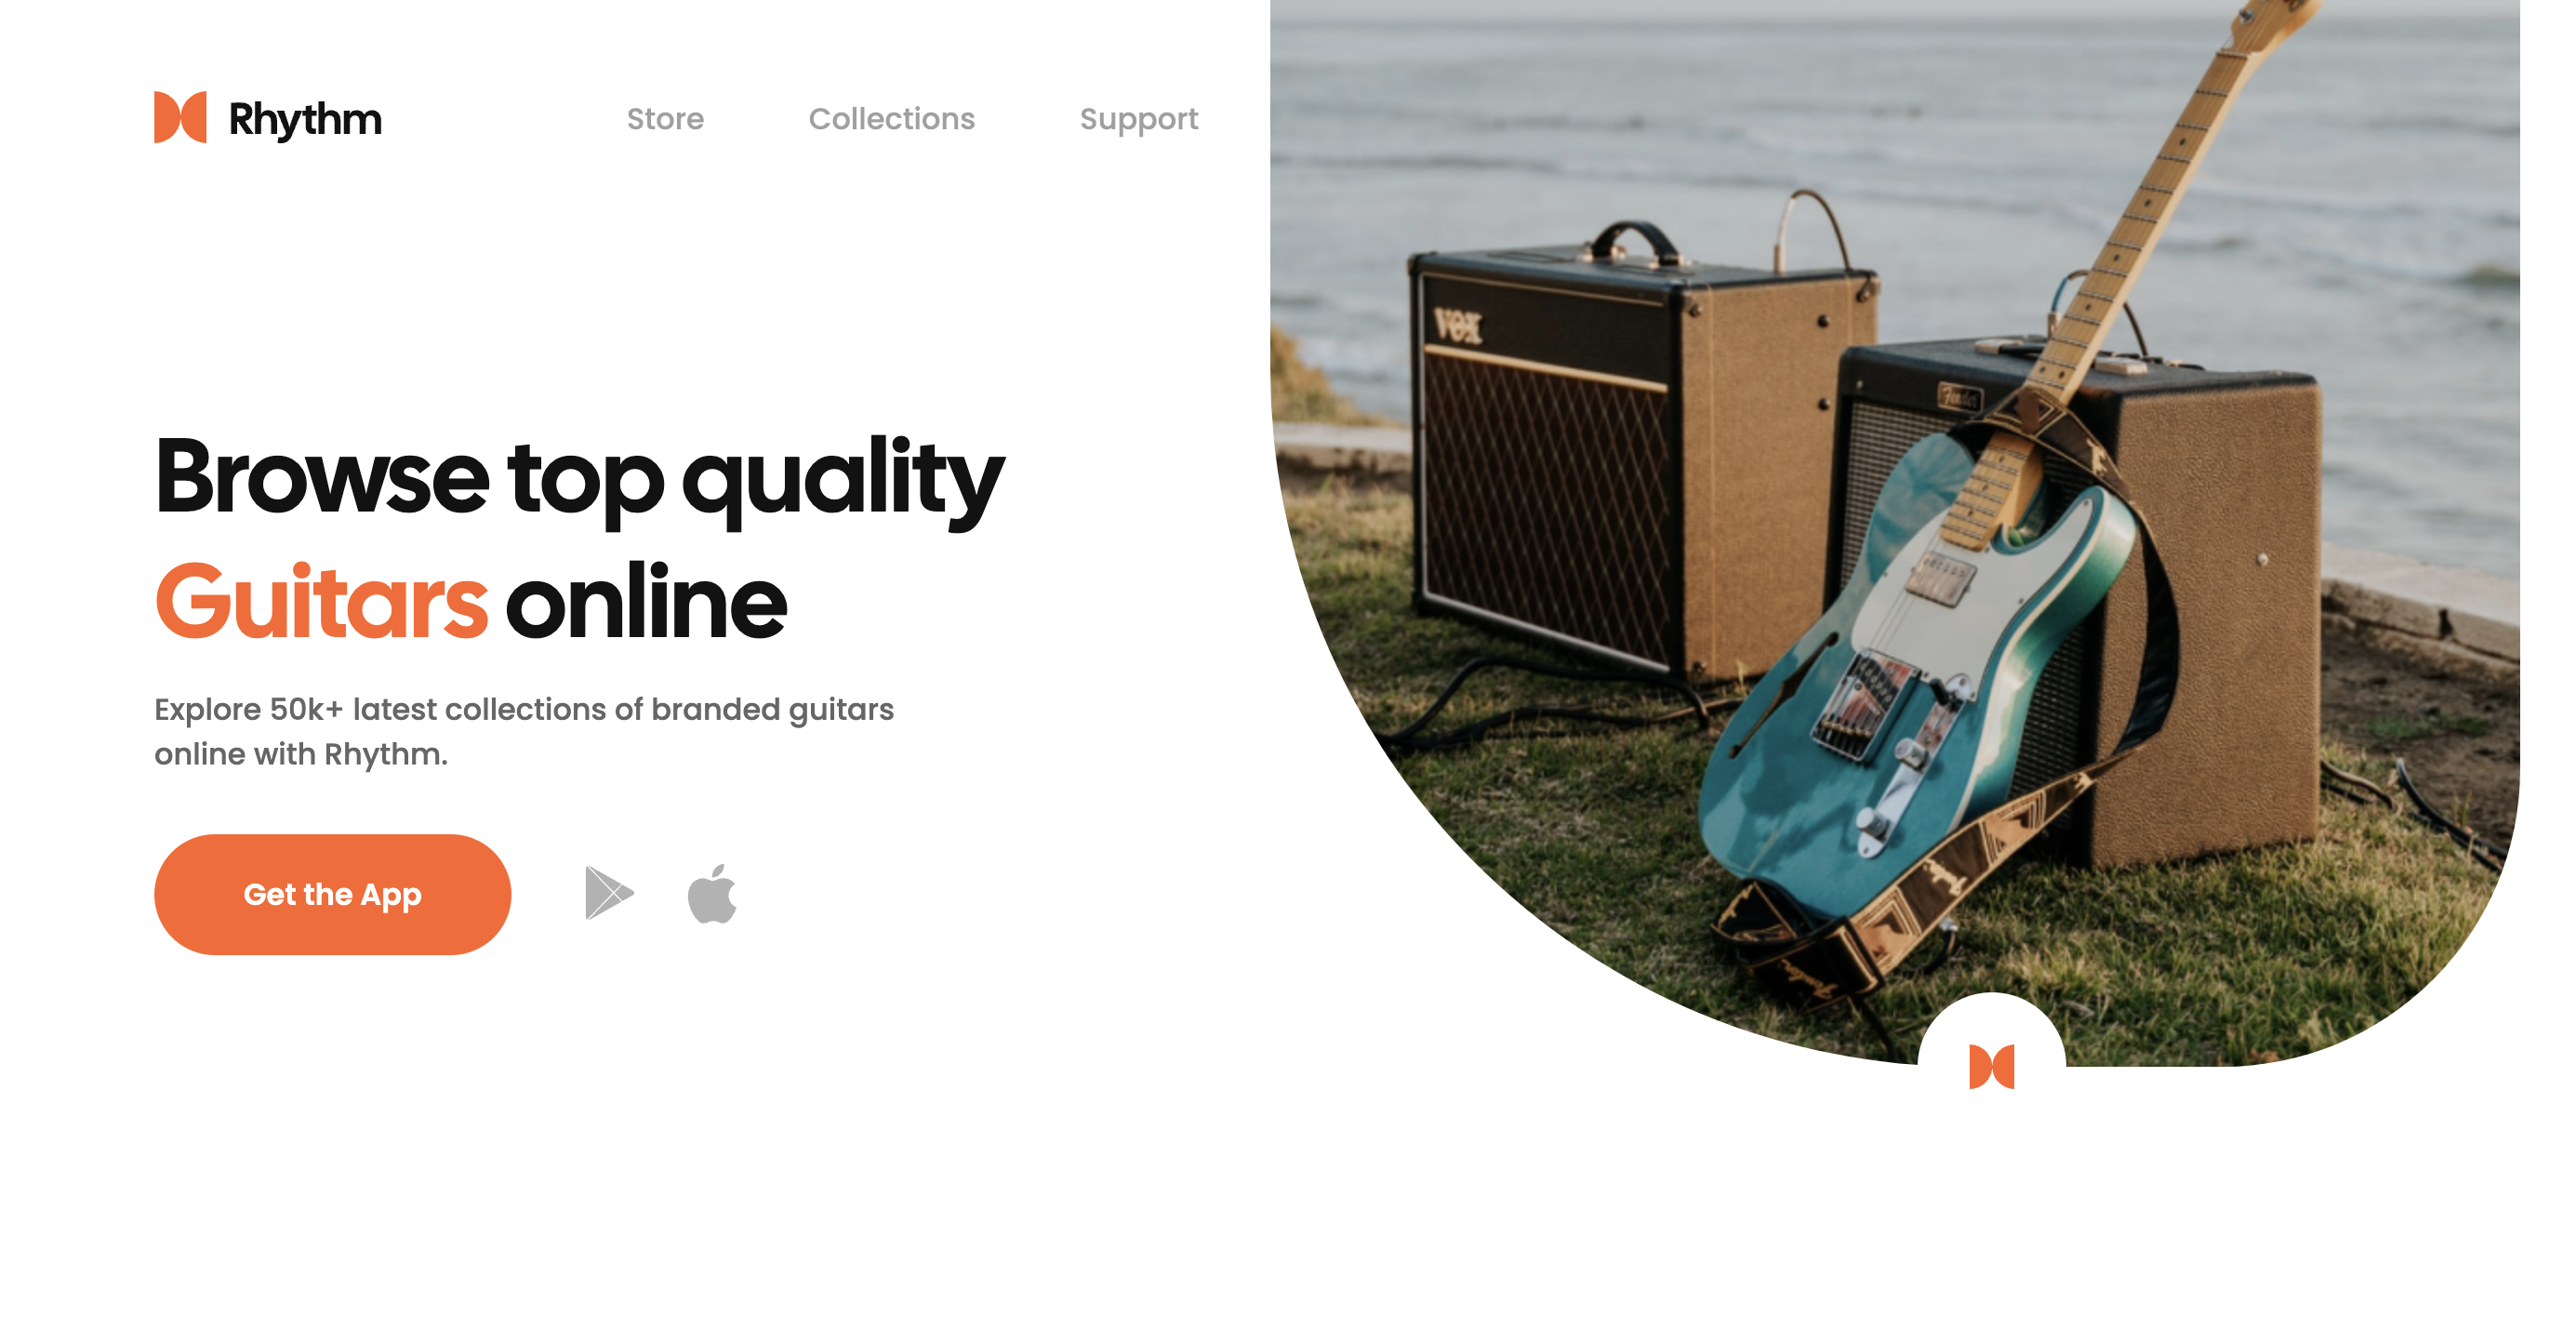 Rhythm
Store
Collections
Support
Browse top quality
Guitars online
Explore 50k+ latest collections of branded guitars
online with Rhythm.
Get the App
VOX
Fender